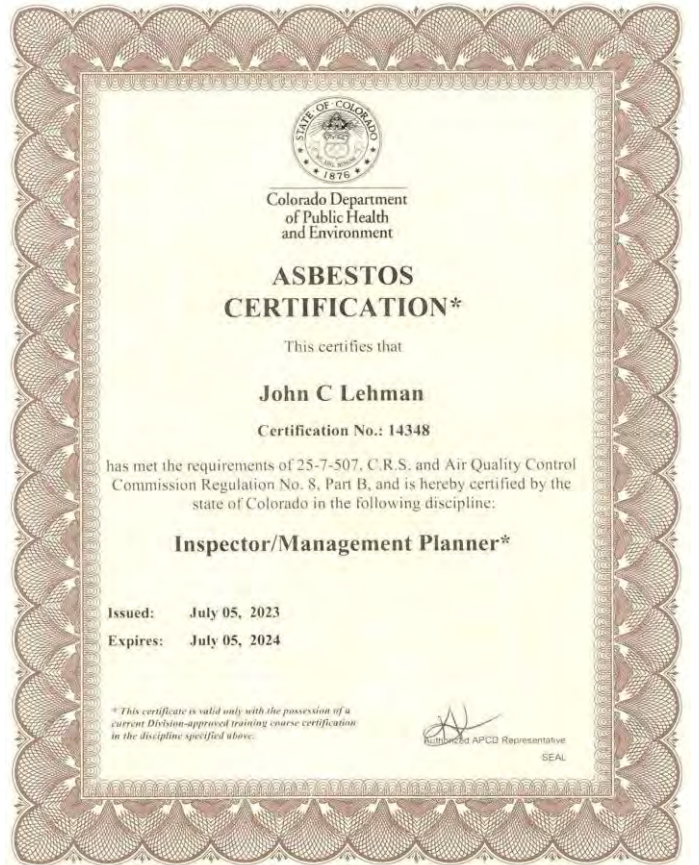 STATE OF COLORADO
1876
Colorado Department
of Public Health
and Environment
ASBESTOS
CERTIFICATION*
This certifies that
John C Lehman
Certification No.: 14348
has met the requirements of 25-7-507, C.R.S. and Air Quality Control
Commission Regulation No. 8, Part B, and is hereby certified by the
state of Colorado in the following discipline:
Inspector/Management Planner*
Issued: July 05, 2023
Expires: July 05, 2024
* This certificate is valid only with the possession of a
current Division-approved training course certification
in the discipline specified above.
Authorized APCD Representative
SEAL